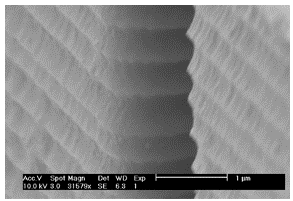 Acc.V Spot Magn Det WD Exp 1 µm
10.0 kV 3.0 31579x SE 6.3 1